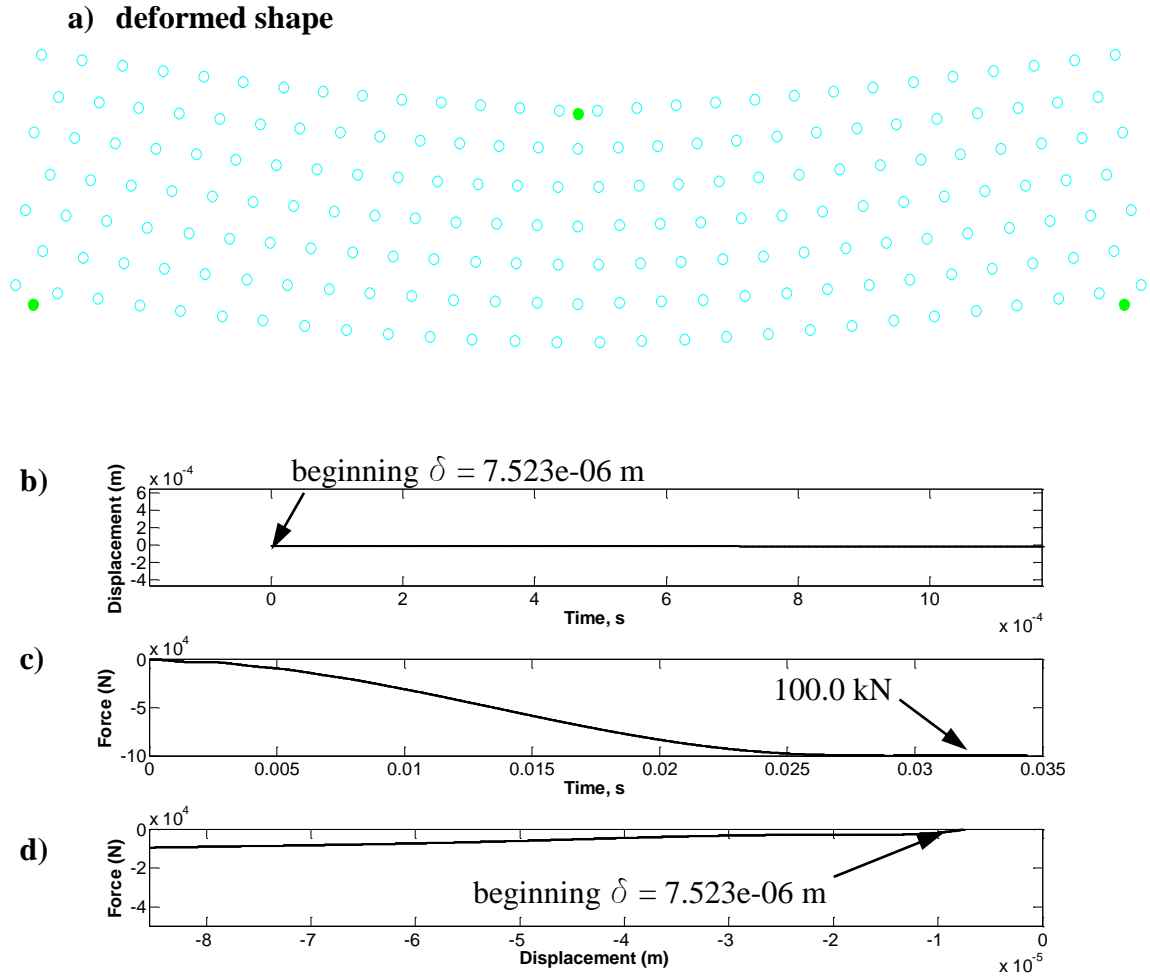 a) deformed shape
b)
x 10^-4
beginning δ = 7.523e-06 m
Displacement (m)
6
4
2
0
-2
-4
0 2 4 6 8 10
Time, s
x 10^-4
c)
x 10^4
Force (N)
0
-5
-10
100.0 kN
0 0.005 0.01 0.015 0.02 0.025 0.03 0.035
Time, s
d)
x 10^4
Force (N)
0
-2
-4
beginning δ = 7.523e-06 m
-8 -7 -6 -5 -4 -3 -2 -1 0
Displacement (m)
x 10^-5